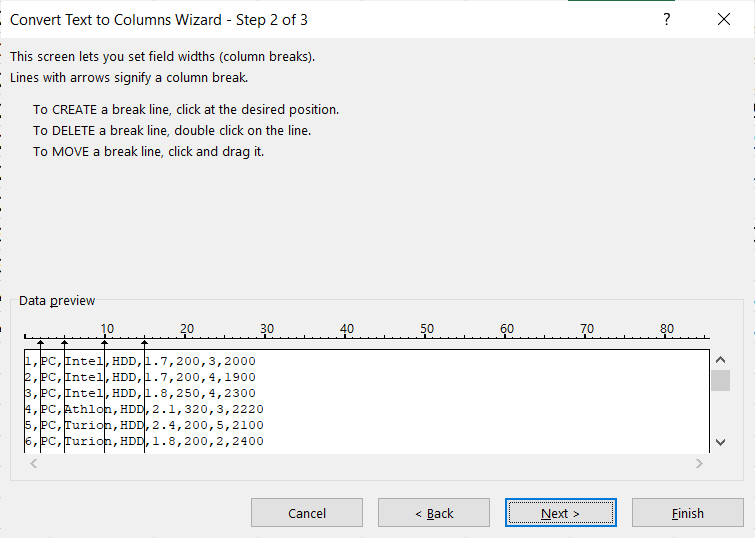 Convert Text to Columns Wizard - Step 2 of 3 ?
This screen lets you set field widths (column breaks).
Lines with arrows signify a column break.
To CREATE a break line, click at the desired position.
To DELETE a break line, double click on the line.
To MOVE a break line, click and drag it.
Data preview
10 20 30 40 50 60 70 80
1,PC,Intel,HDD,1.7,200,3,2000
2,PC,Intel,HDD,1.7,200,4,1900
3,PC,Intel,HDD,1.8,250,4,2300
4,PC,Athlon,HDD,2.1,320,3,2220
5,PC,Turion,HDD,2.4,200,5,2100
6,PC,Turion,HDD,1.8,200,2,2400
Cancel < Back Next > Finish